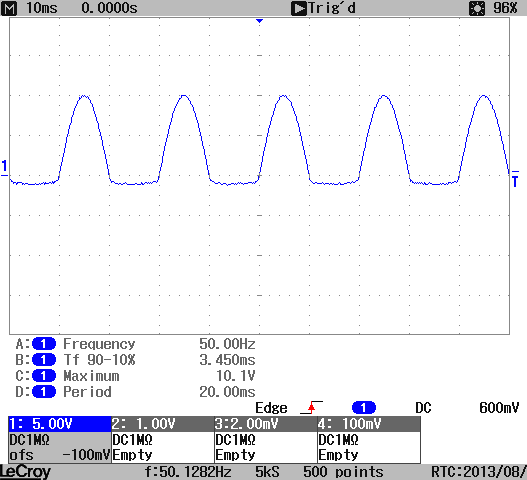 M 10ms 0.0000s Trig'd 96%
1
T
A: 1 Frequency 50.00Hz
B: 1 Tf 90-10% 3.450ms
C: 1 Maximum 10.1V
D: 1 Period 20.00ms
Edge 1 DC 600mV
1: 5.00V 2: 1.00V 3:2.00mV 4: 100mV
DC1MΩ DC1MΩ DC1MΩ DC1MΩ
ofs -100mV Empty Empty Empty
LeCroy f:50.1282Hz 5kS 500 points RTC:2013/08/